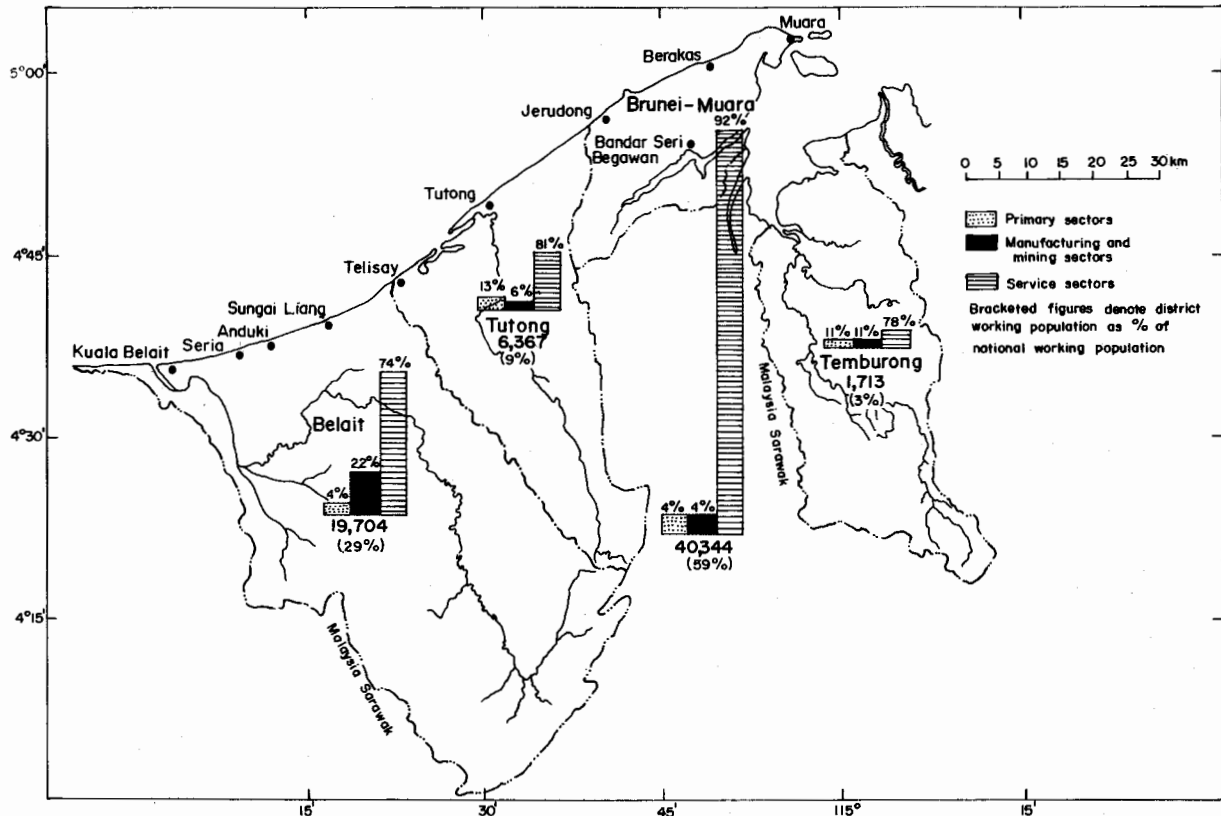 Muara
Berakas
5°00'
Jerudong
Brunei-Muara
92%
Bandar Seri
Begawan
0 5 10 15 20 25 30 km
Tutong
Primary sectors
Manufacturing and
mining sectors
Service sectors
Bracketed figures denote district
working population as % of
national working population
4°45'
81%
13%
6%
Telisay
Tutong
6,367
(9%)
Sungai Liang
Anduki
Seria
Kuala Belait
11%
11%
78%
Temburong
1,713
(3%)
Malaysia Sarawak
74%
Belait
4°30'
22%
4%
19,704
(29%)
4%
4%
40,344
(59%)
4°15'
Malaysia Sarawak
15'
30'
45'
115°
15'